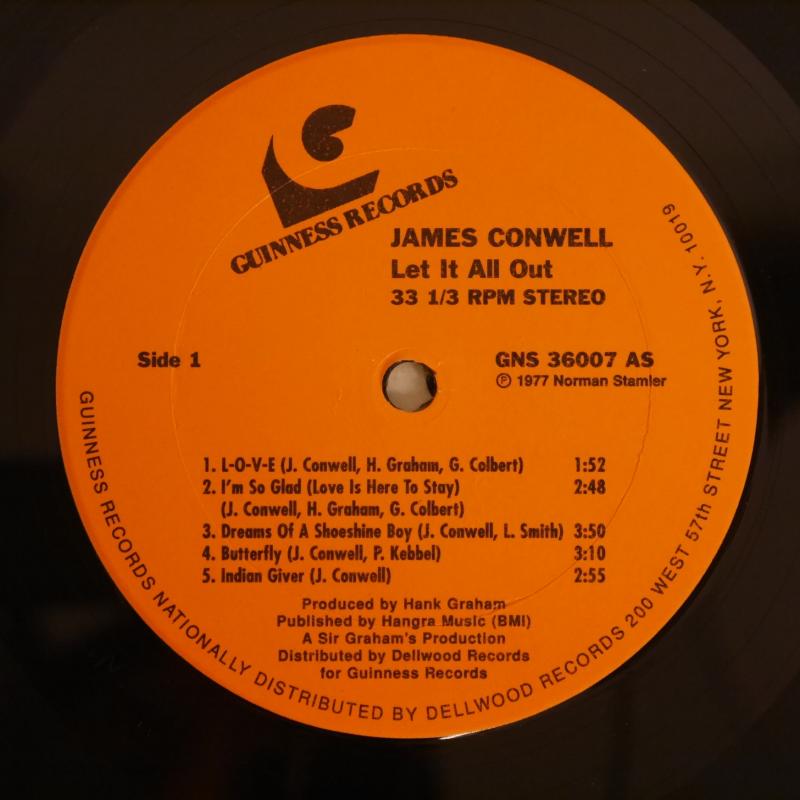 GUINNESS RECORDS
JAMES CONWELL
Let It All Out
33 1/3 RPM STEREO
Side 1
GNS 36007 AS
℗ 1977 Norman Stamler
1. L-O-V-E (J. Conwell, H. Graham, G. Colbert) 1:52
2. I'm So Glad (Love Is Here To Stay) 2:48
(J. Conwell, H. Graham, G. Colbert)
3. Dreams Of A Shoeshine Boy (J. Conwell, L. Smith) 3:50
4. Butterfly (J. Conwell, P. Kebbel) 3:10
5. Indian Giver (J. Conwell) 2:55
Produced by Hank Graham
Published by Hangra Music (BMI)
A Sir Graham's Production
Distributed by Dellwood Records
for Guinness Records
GUINNESS RECORDS NATIONALLY DISTRIBUTED BY DELLWOOD RECORDS 200 WEST 57th STREET NEW YORK, N.Y. 10019